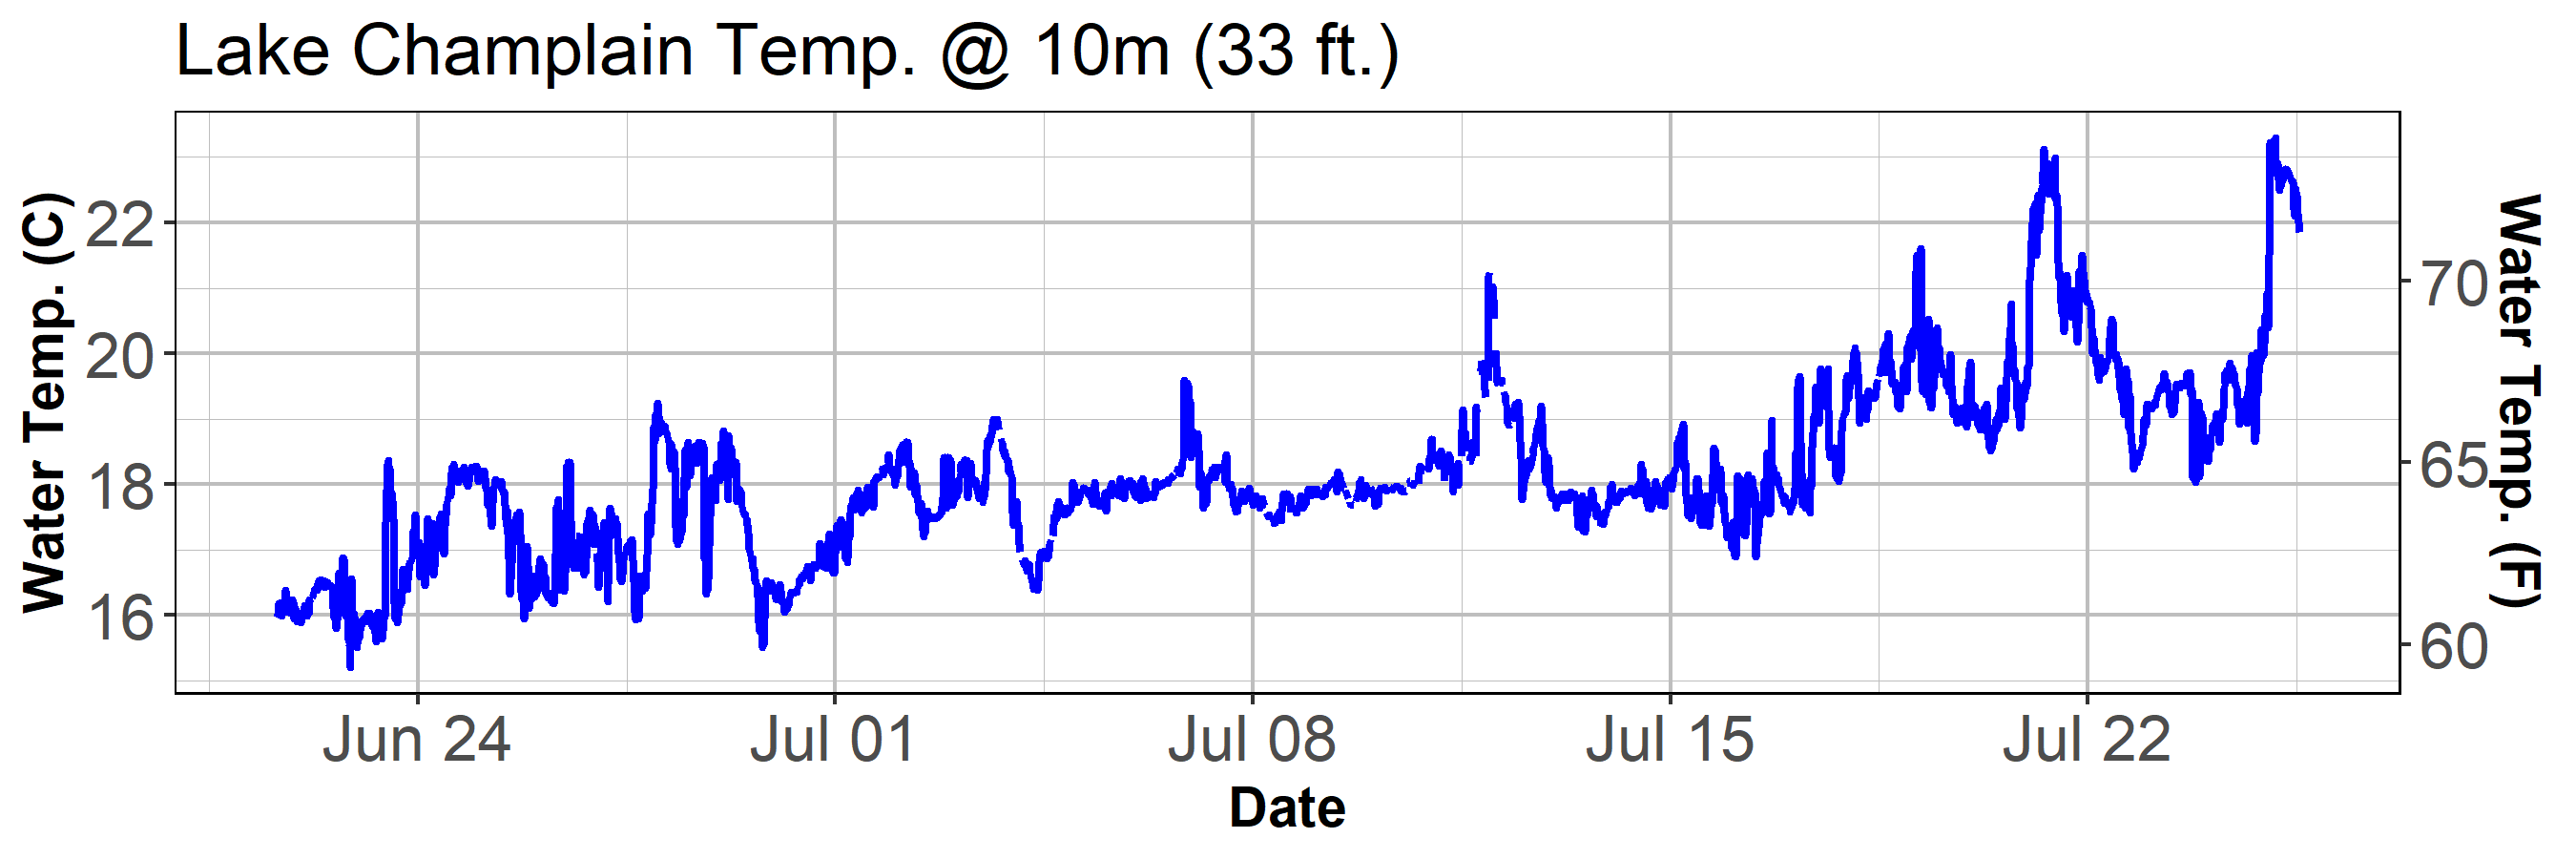 Lake Champlain Temp. @ 10m (33 ft.)
Water Temp. (C)
22
20
18
16
70
65
60
Water Temp. (F)
Jun 24
Jul 01
Jul 08
Jul 15
Jul 22
Date